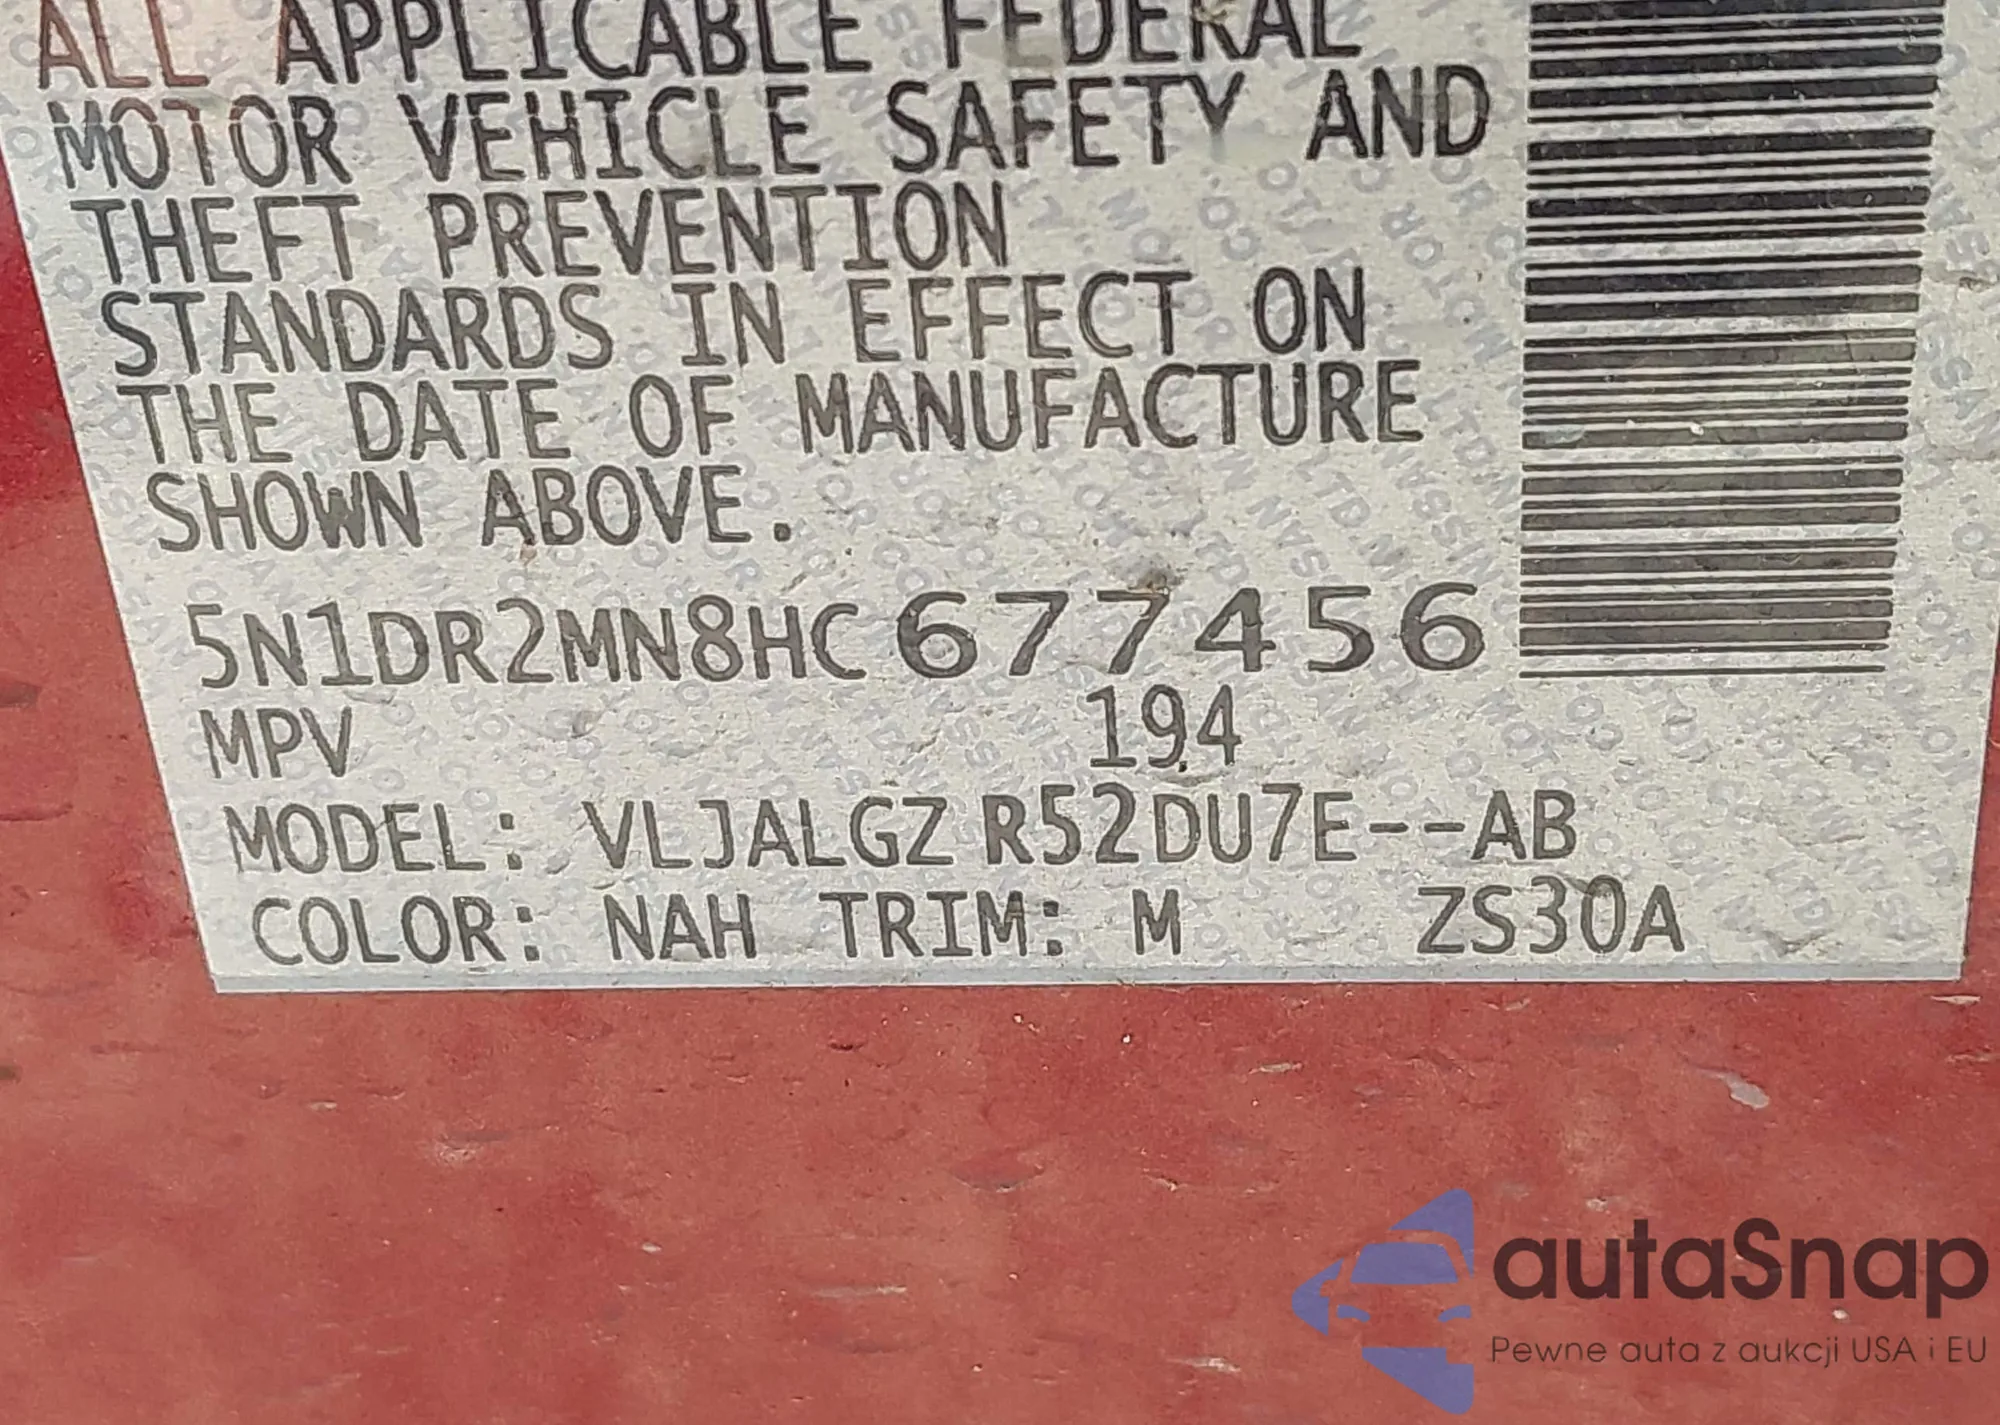 ALL APPLICABLE FEDERAL
MOTOR VEHICLE SAFETY AND
THEFT PREVENTION
STANDARDS IN EFFECT ON
THE DATE OF MANUFACTURE
SHOWN ABOVE.
5N1DR2MN8HC677456
MPV 194
MODEL: VLJALGZ R52DU7E--AB
COLOR: NAH TRIM: M ZS30A
autaSnap
Pewne auta z aukcji USA i EU